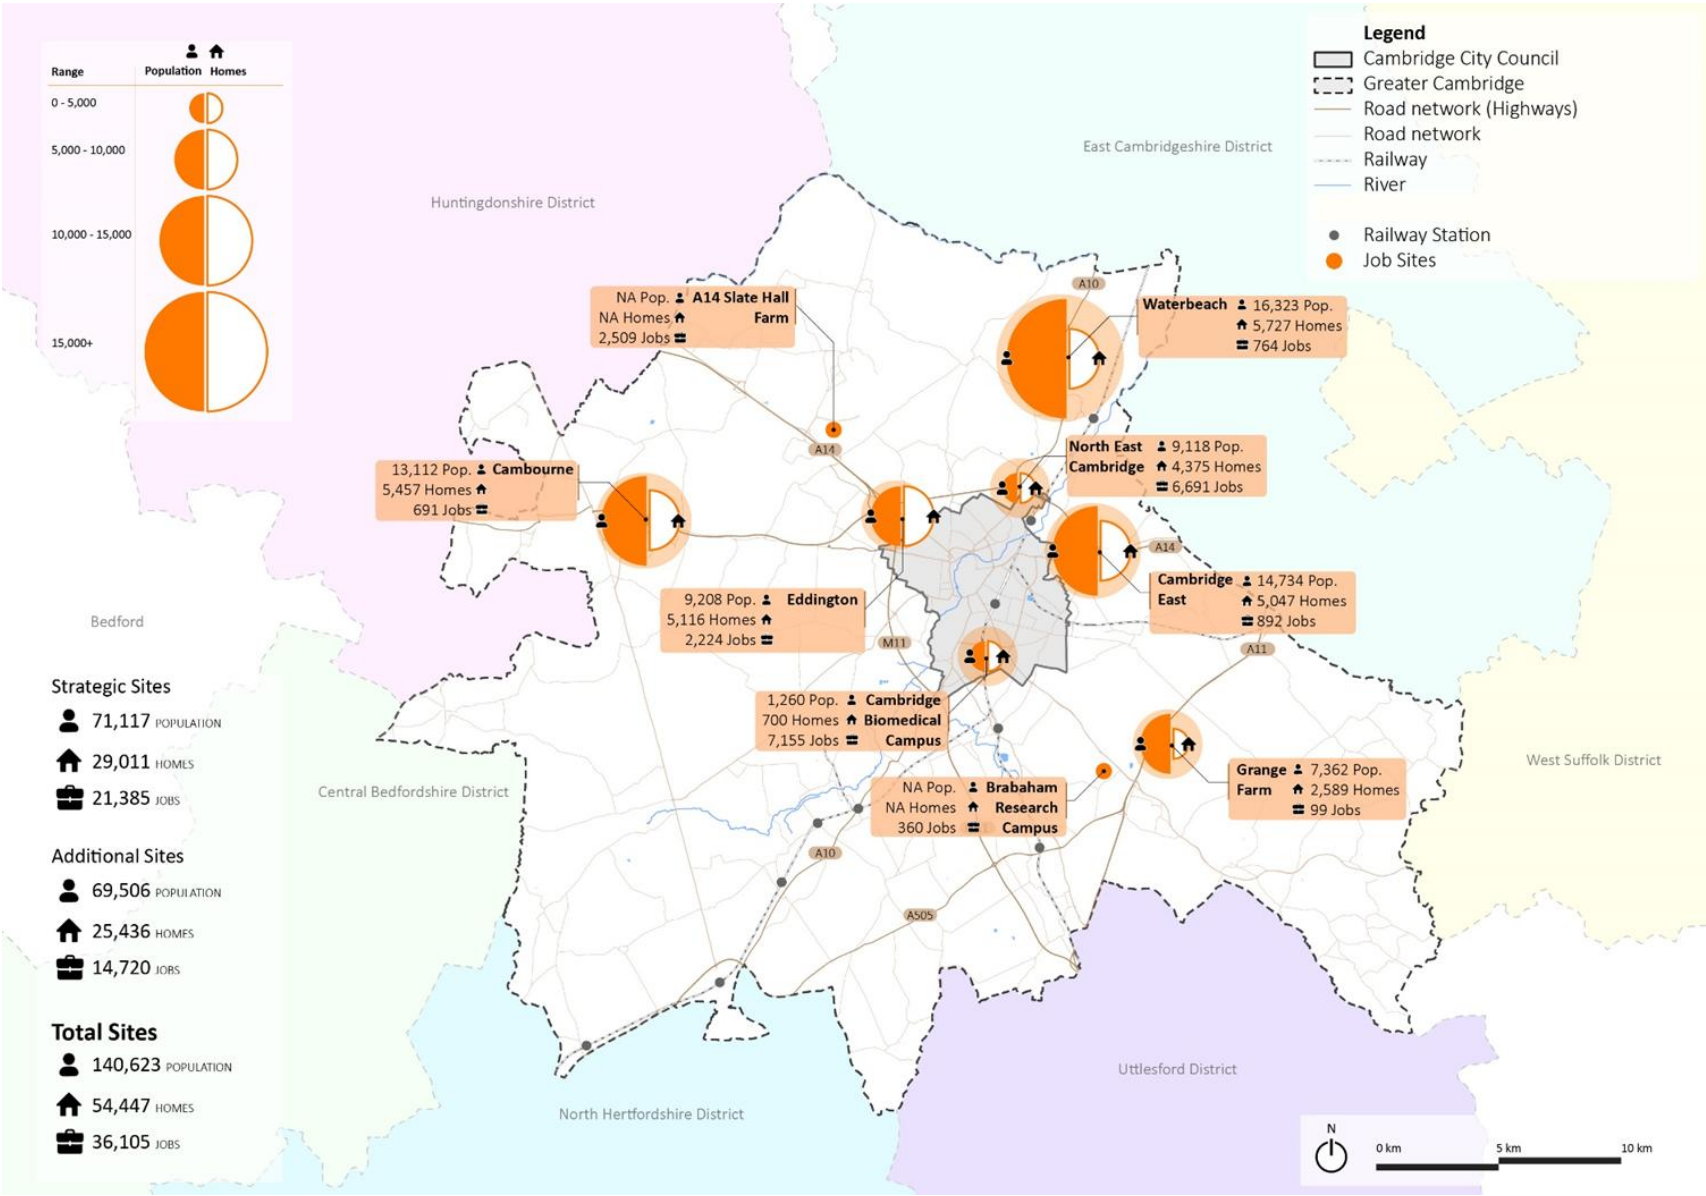 Range
Population Homes
0 - 5,000
5,000 - 10,000
10,000 - 15,000
15,000+
Legend
Cambridge City Council
Greater Cambridge
Road network (Highways)
Road network
Railway
River
Railway Station
Job Sites
Huntingdonshire District
East Cambridgeshire District
A10
NA Pop. A14 Slate Hall
NA Homes Farm
2,509 Jobs
Waterbeach 16,323 Pop.
5,727 Homes
764 Jobs
A14
13,112 Pop. Cambourne
5,457 Homes
691 Jobs
North East 9,118 Pop.
Cambridge 4,375 Homes
6,691 Jobs
A14
9,208 Pop. Eddington
5,116 Homes
2,224 Jobs
Cambridge 14,734 Pop.
East 5,047 Homes
892 Jobs
Bedford
M11
A11
1,260 Pop. Cambridge
700 Homes Biomedical
7,155 Jobs Campus
NA Pop. Brabaham
NA Homes Research
360 Jobs Campus
Grange 7,362 Pop.
Farm 2,589 Homes
99 Jobs
West Suffolk District
Central Bedfordshire District
A10
A505
Uttlesford District
North Hertfordshire District
Strategic Sites
71,117 POPULATION
29,011 HOMES
21,385 JOBS
Additional Sites
69,506 POPULATION
25,436 HOMES
14,720 JOBS
Total Sites
140,623 POPULATION
54,447 HOMES
36,105 JOBS
N
0 km 5 km 10 km